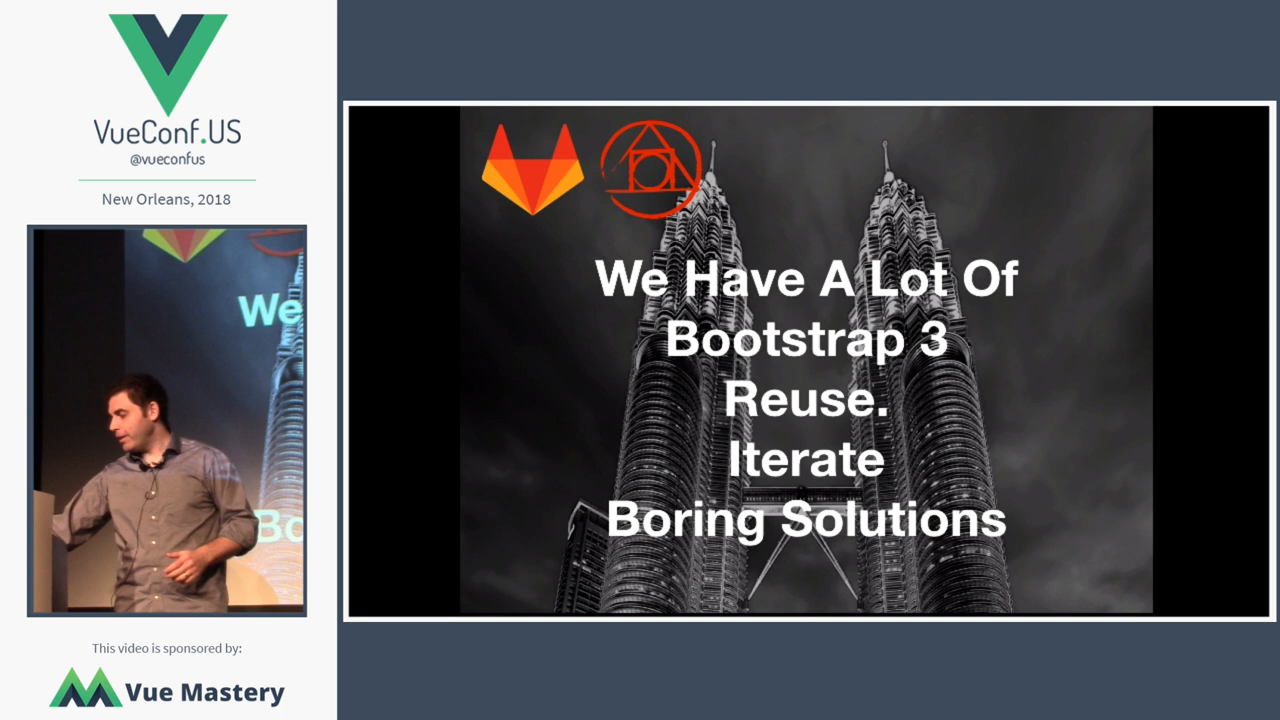 VueConf.US
@vueconfus
New Orleans, 2018
We
Bo
This video is sponsored by:
Vue Mastery
We Have A Lot Of
Bootstrap 3
Reuse.
Iterate
Boring Solutions